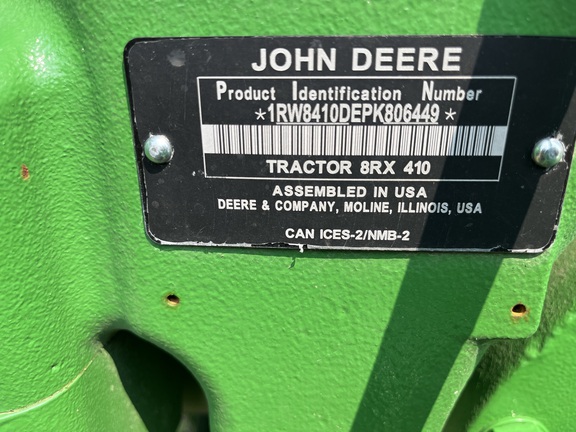 JOHN DEERE
Product Identification Number
*1RW8410DEPK806449*
TRACTOR 8RX 410
ASSEMBLED IN USA
DEERE & COMPANY, MOLINE, ILLINOIS, USA
CAN ICES-2/NMB-2